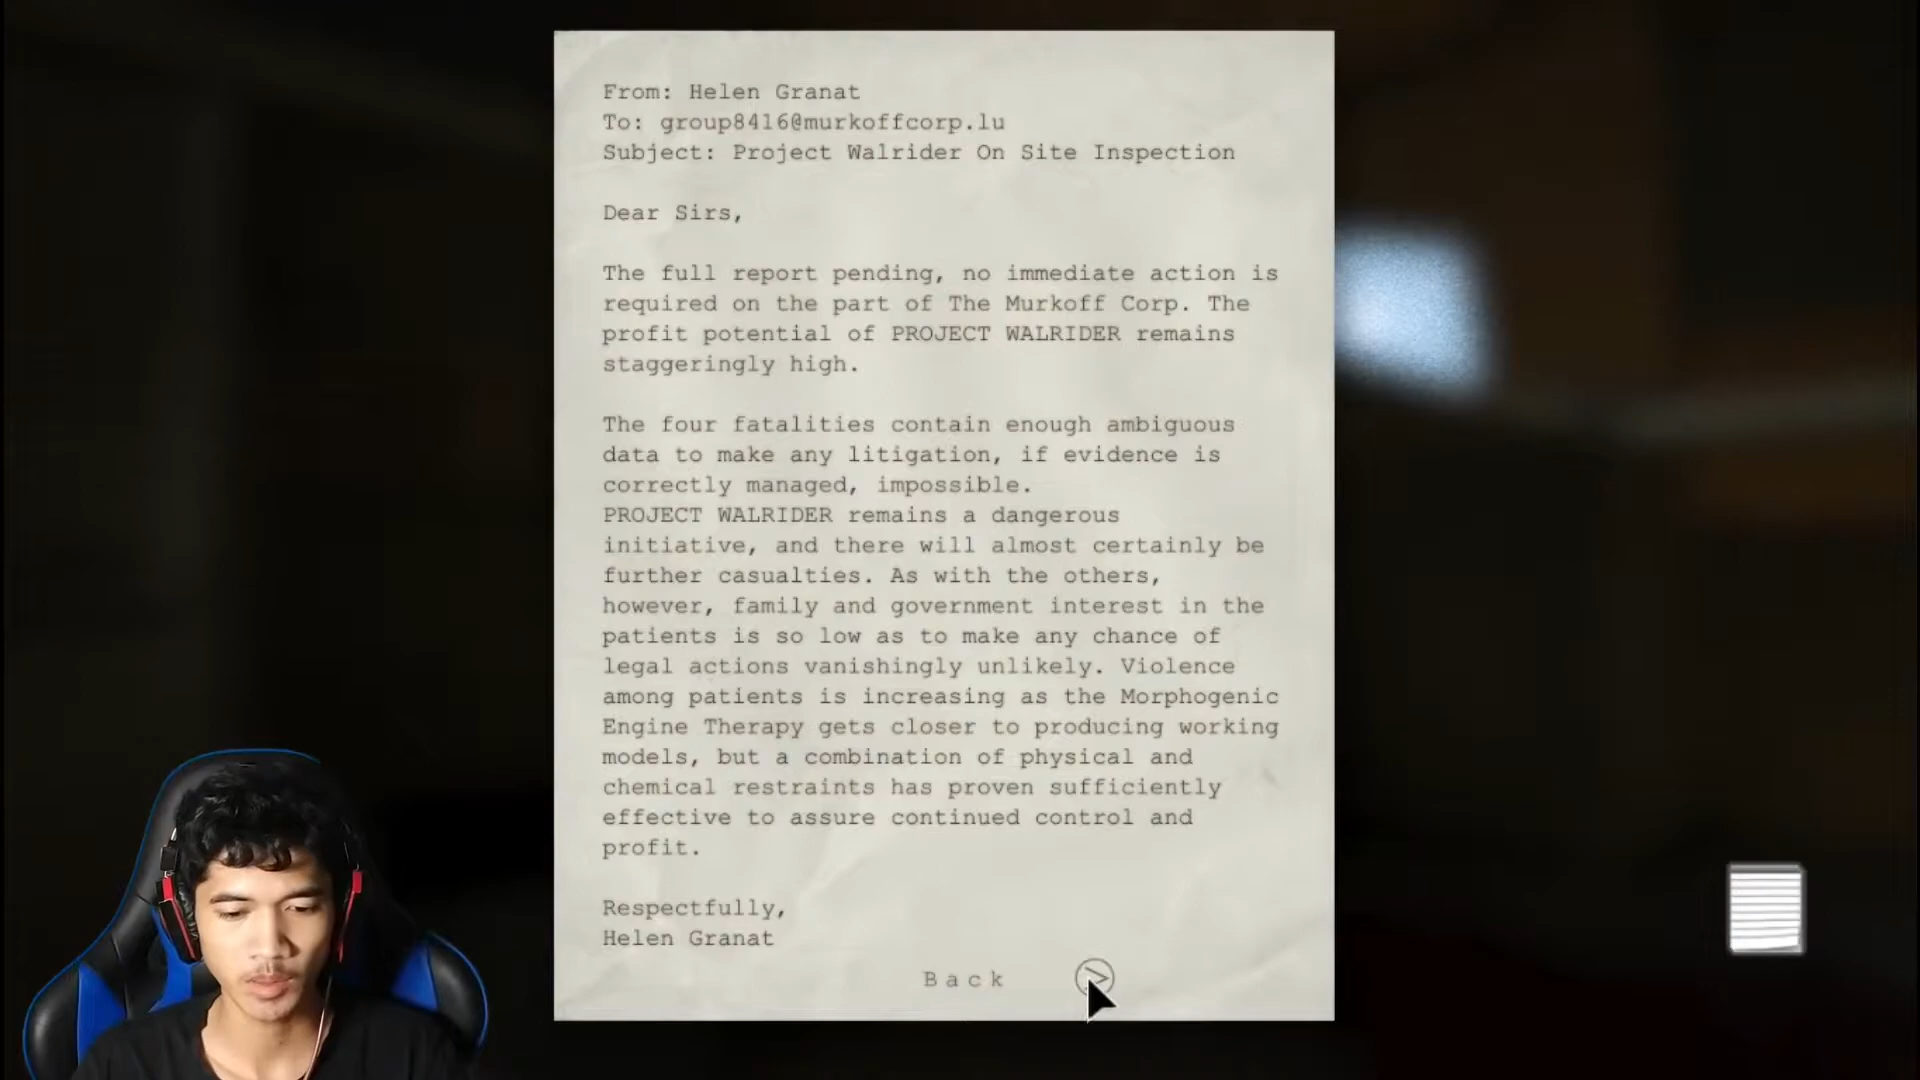 From: Helen Granat
To: group8416@murkoffcorp.lu
Subject: Project Walrider On Site Inspection
Dear Sirs,
The full report pending, no immediate action is
required on the part of The Murkoff Corp. The
profit potential of PROJECT WALRIDER remains
staggeringly high.
The four fatalities contain enough ambiguous
data to make any litigation, if evidence is
correctly managed, impossible.
PROJECT WALRIDER remains a dangerous
initiative, and there will almost certainly be
further casualties. As with the others,
however, family and government interest in the
patients is so low as to make any chance of
legal actions vanishingly unlikely. Violence
among patients is increasing as the Morphogenic
Engine Therapy gets closer to producing working
models, but a combination of physical and
chemical restraints has proven sufficiently
effective to assure continued control and
profit.
Respectfully,
Helen Granat
Back >